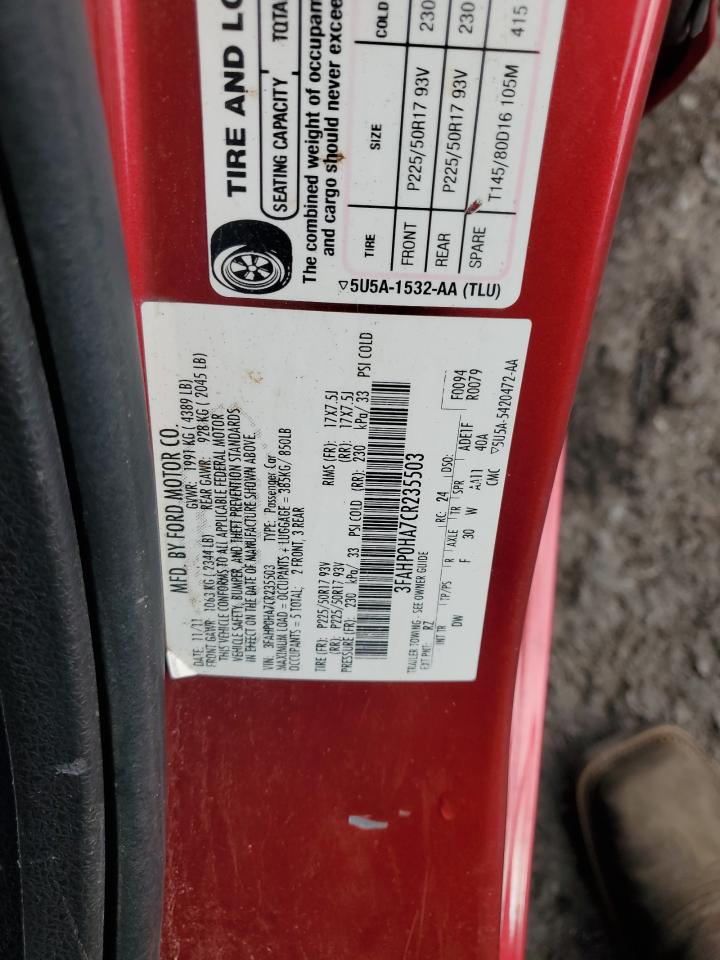 TIRE AND LO
SEATING CAPACITY TOTA
The combined weight of occupan
and cargo should never excee
TIRE SIZE COLD
FRONT P225/50R17 93V 230
REAR P225/50R17 93V 230
SPARE T145/80D16 105M 415
▽5U5A-1532-AA (TLU)
MFD. BY FORD MOTOR CO.
DATE: 11/11 GVWR: 1991 KG ( 4389 LB)
FRONT GAWR: 1063 KG ( 2344 LB) REAR GAWR: 928 KG ( 2045 LB)
THIS VEHICLE CONFORMS TO ALL APPLICABLE FEDERAL MOTOR
VEHICLE SAFETY, BUMPER, AND THEFT PREVENTION STANDARDS
IN EFFECT ON THE DATE OF MANUFACTURE SHOWN ABOVE.
VIN: 3FAHP0HA7CR235503 TYPE: Passenger Car
MAXIMUM LOAD = OCCUPANTS + LUGGAGE = 385KG/ 850LB
OCCUPANTS = 5 TOTAL: 2 FRONT, 3 REAR
TIRE (FR): P225/50R17 93V RIMS (FR): 17X7.5J
(RR): P225/50R17 93V (RR): 17X7.5J
PRESSURE (FR): 230 kPa/ 33 PSI COLD (RR): 230 kPa/ 33 PSI COLD
3FAHP0HA7CR235503
TRAILER TOWING - SEE OWNER GUIDE
EXT PNT: RZ RC: 24 DSO: F0094
R0079
INT TR TP/PS R AXLE TR SPR ADE1F
DW F 30 W AA11 40A
CMC ▽5U5A-5420472-AA